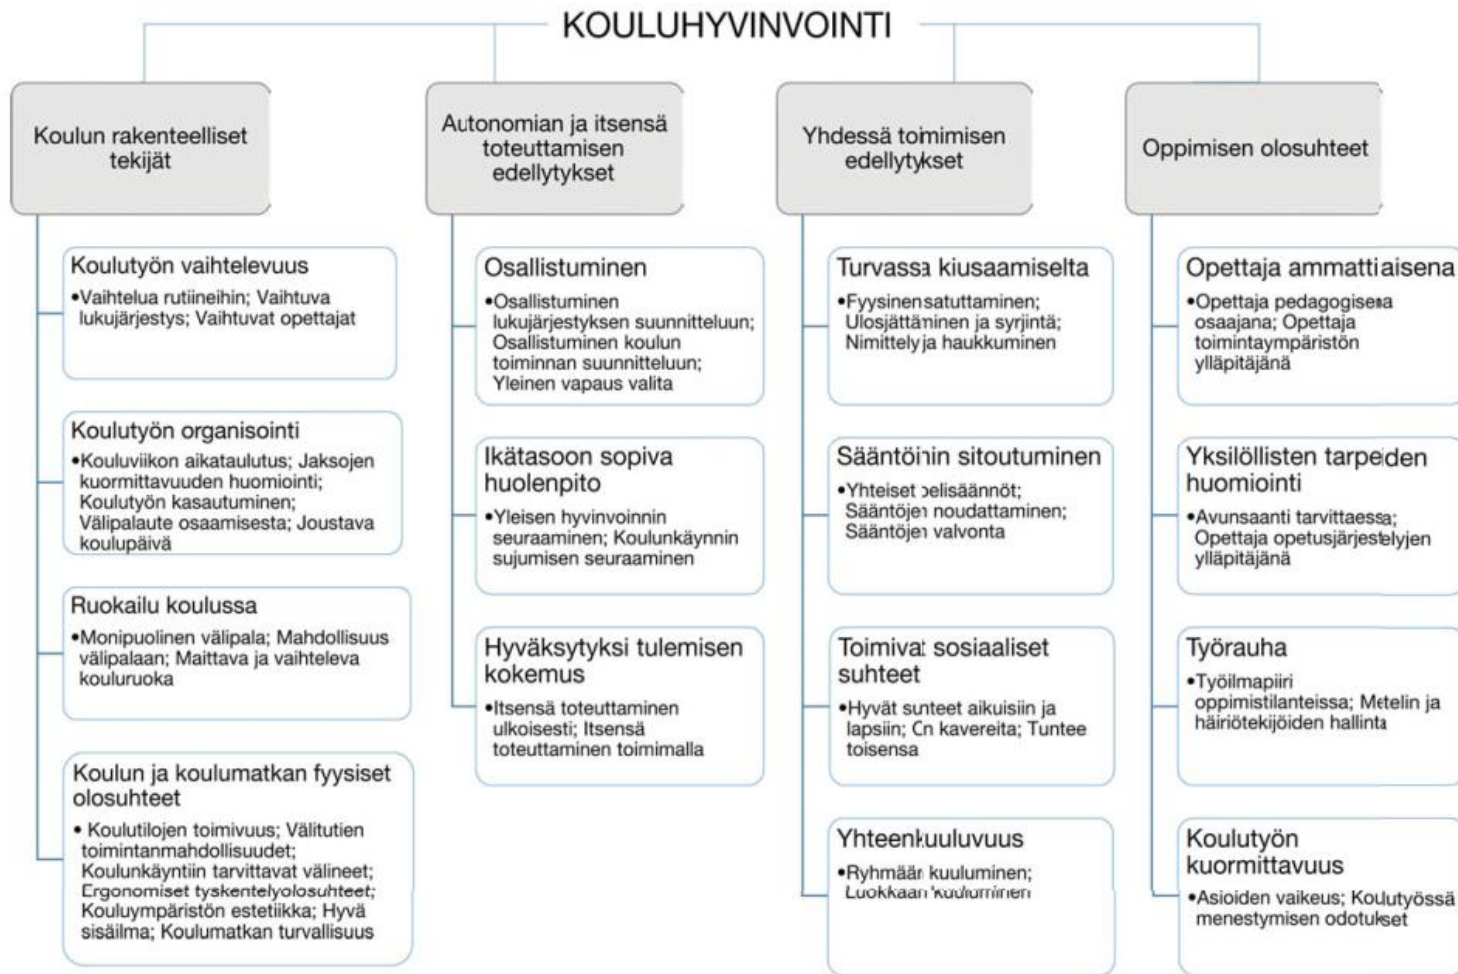 KOULUHYVINVOINTI
Koulun rakenteelliset
tekijät
Koulutyön vaihtelevuus
•Vaihtelua rutiineihin; Vaihtuva
lukujärjestys; Vaihtuvat opettajat
Koulutyön organisointi
•Kouluviikon aikataulutus; Jaksojen
kuormittavuuden huomiointi;
Koulutyön kasautuminen;
Välipalaute osaamisesta; Joustava
koulupäivä
Ruokailu koulussa
•Monipuolinen välipala; Mahdollisuus
välipalaan; Maittava ja vaihteleva
kouluruoka
Koulun ja koulumatkan fyysiset
olosuhteet
• Koulutilojen toimivuus; Välitutien
toimintanmahdollisuudet;
Koulunkäyntiin tarvittavat välineet;
Ergonomiset tyskentelyolosuhteet;
Kouluympäristön estetiikka; Hyvä
sisäilma; Koulumatkan turvallisuus
Autonomian ja itsensä
toteuttamisen
edellytykset
Osallistuminen
•Osallistuminen
lukujärjestyksen suunnitteluun;
Osallistuminen koulun
toiminnan suunnitteluun;
Yleinen vapaus valita
Ikätasoon sopiva
huolenpito
•Yleisen hyvinvoinnin
seuraaminen; Koulunkäynnin
sujumisen seuraaminen
Hyväksytyksi tulemisen
kokemus
•Itsensä toteuttaminen
ulkoisesti; Itsensä
toteuttaminen toimimalla
Yhdessä toimimisen
edellytykset
Turvassa kiusaamiselta
•Fyysinen satuttaminen;
Ulosjättäminen ja syrjintä;
Nimittely ja haukkuminen
Sääntöihin sitoutuminen
•Yhteiset pelisäännöt;
Sääntöjen noudattaminen;
Sääntöjen valvonta
Toimivat sosiaaliset
suhteet
•Hyvät suhteet aikuisiin ja
lapsiin; On kavereita; Tuntee
toisensa
Yhteenkuuluvuus
•Ryhmään kuuluminen;
Luokkaan kuuluminen
Oppimisen olosuhteet
Opettaja ammattilaisena
•Opettaja pedagogisena
osaajana; Opettaja
toimintaympäristön
ylläpitäjänä
Yksilöllisten tarpeiden
huomiointi
•Avunsaanti tarvittaessa;
Opettaja opetusjärjestelyjen
ylläpitäjänä
Työrauha
•Työilmapiiri
oppimistilanteissa; Metelin ja
häiriötekijöiden hallinta
Koulutyön
kuormittavuus
•Asioiden vaikeus; Koulutyössä
menestymisen odotukset